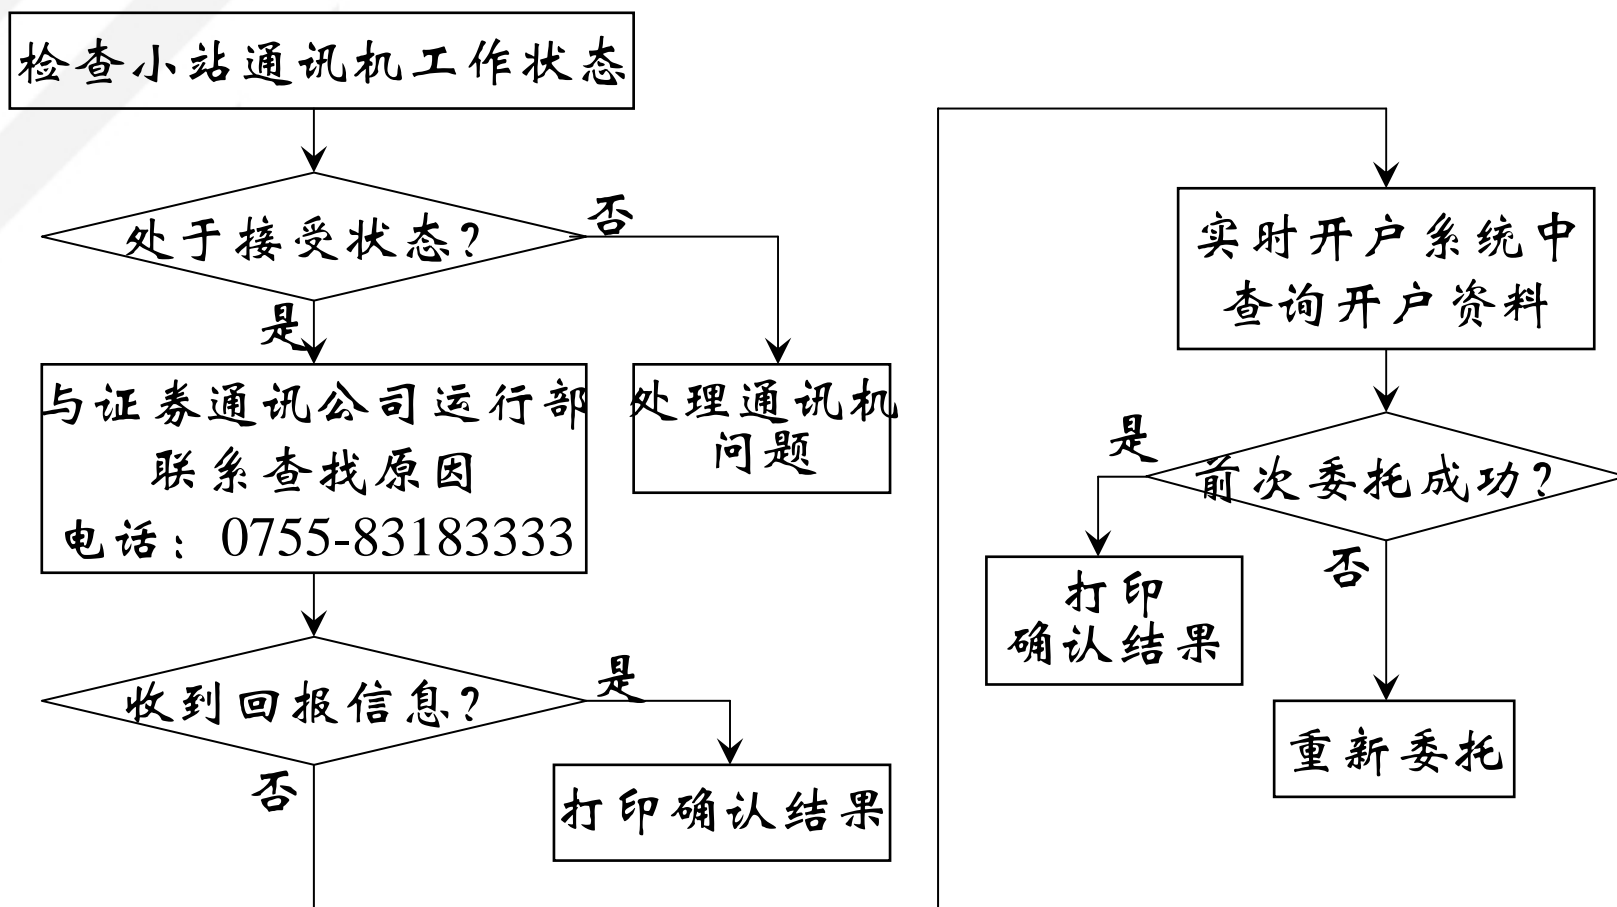 检查小站通讯机工作状态
处于接受状态?
否
是
与证券通讯公司运行部
联系查找原因
电话：0755-83183333
处理通讯机
问题
收到回报信息?
是
否
打印确认结果
实时开户系统中
查询开户资料
前次委托成功?
是
否
打印
确认结果
重新委托